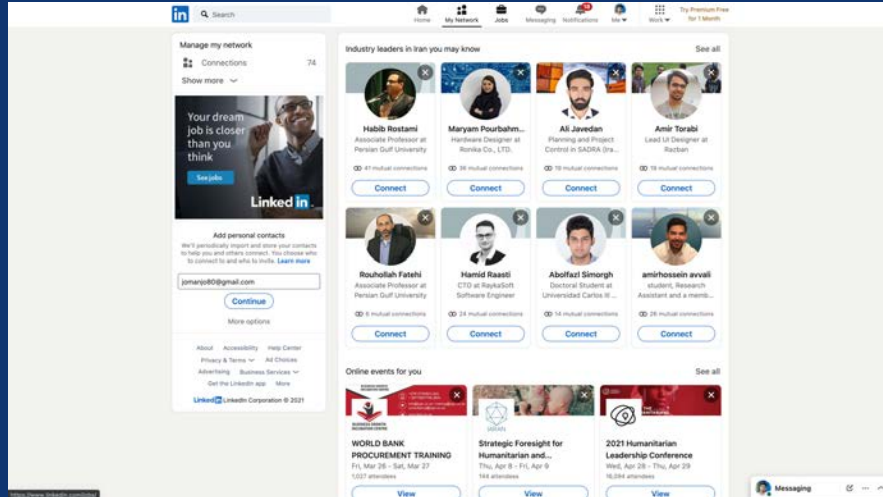 in
Search
Home
My Network
Jobs
Messaging
Notifications
Me
Work
Try Premium Free
for 1 Month
Manage my network
Connections 74
Show more
Your dream
job is closer
than you
think
See jobs
Linked in
Add personal contacts
We'll periodically import and store your contacts
to help you and others connect. You choose who
to connect to and who to invite. Learn more
jomanjo80@gmail.com
Continue
More options
About Accessibility Help Center
Privacy & Terms Ad Choices
Advertising Business Services
Get the LinkedIn app More
Linked in LinkedIn Corporation © 2021
Industry leaders in Iran you may know
See all
Habib Rostami
Associate Professor at
Persian Gulf University
41 mutual connections
Connect
Maryam Pourbahm...
Hardware Designer at
Ronika Co., LTD.
36 mutual connections
Connect
Ali Javedan
Planning and Project
Control in SADRA (Ira...
19 mutual connections
Connect
Amir Torabi
Lead UI Designer at
Razban
19 mutual connections
Connect
Rouhollah Fatehi
Associate Professor at
Persian Gulf University
6 mutual connections
Connect
Hamid Raasti
CTO at RaykaSoft
Software Engineer
24 mutual connections
Connect
Abolfazl Simorgh
Doctoral Student at
Universidad Carlos III ...
14 mutual connections
Connect
amirhossein avvali
student, Research
Assistant and a memb...
26 mutual connections
Connect
Online events for you
See all
WORLD BANK
PROCUREMENT TRAINING
Fri, Mar 26 - Sat, Mar 27
1,027 attendees
View
Strategic Foresight for
Humanitarian and...
Thu, Apr 8 - Fri, Apr 9
144 attendees
View
2021 Humanitarian
Leadership Conference
Wed, Apr 28 - Thu, Apr 29
16,094 attendees
View
Messaging